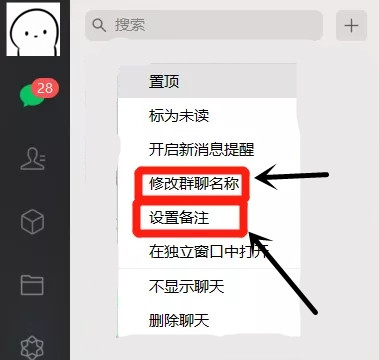 搜索
28
置顶
标为未读
开启新消息提醒
修改群聊名称
设置备注
在独立窗口中打开
不显示聊天
删除聊天